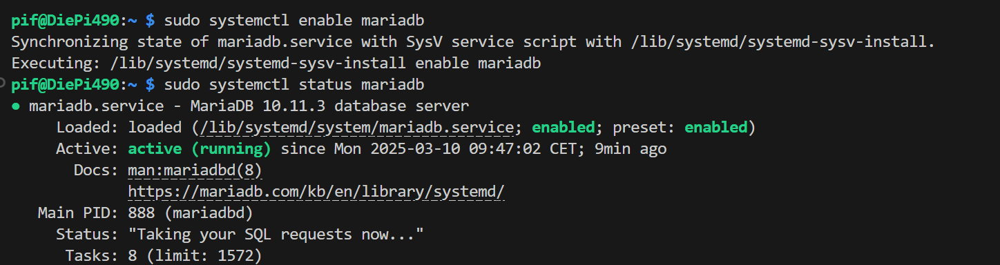 pif@DiePi490:~ $ sudo systemctl enable mariadb
Synchronizing state of mariadb.service with SysV service script with /lib/systemd/systemd-sysv-install.
Executing: /lib/systemd/systemd-sysv-install enable mariadb
pif@DiePi490:~ $ sudo systemctl status mariadb
● mariadb.service - MariaDB 10.11.3 database server
Loaded: loaded (/lib/systemd/system/mariadb.service; enabled; preset: enabled)
Active: active (running) since Mon 2025-03-10 09:47:02 CET; 9min ago
Docs: man:mariadbd(8)
https://mariadb.com/kb/en/library/systemd/
Main PID: 888 (mariadbd)
Status: "Taking your SQL requests now..."
Tasks: 8 (limit: 1572)